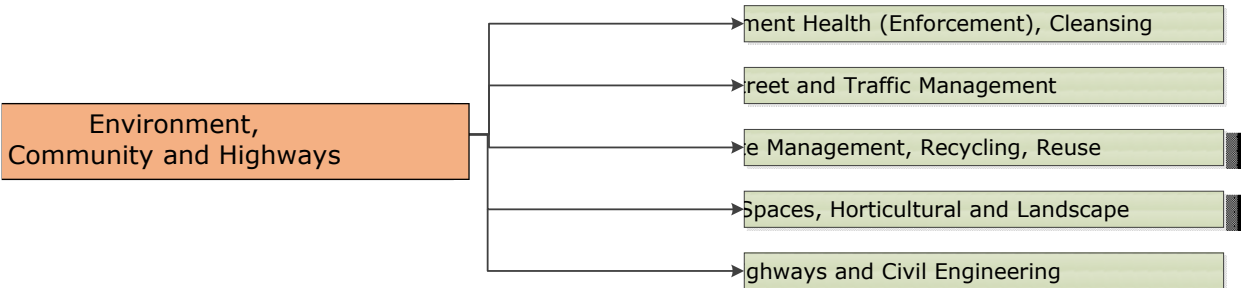 Environment,
Community and Highways
ment Health (Enforcement), Cleansing
treet and Traffic Management
e Management, Recycling, Reuse
Spaces, Horticultural and Landscape
ghways and Civil Engineering